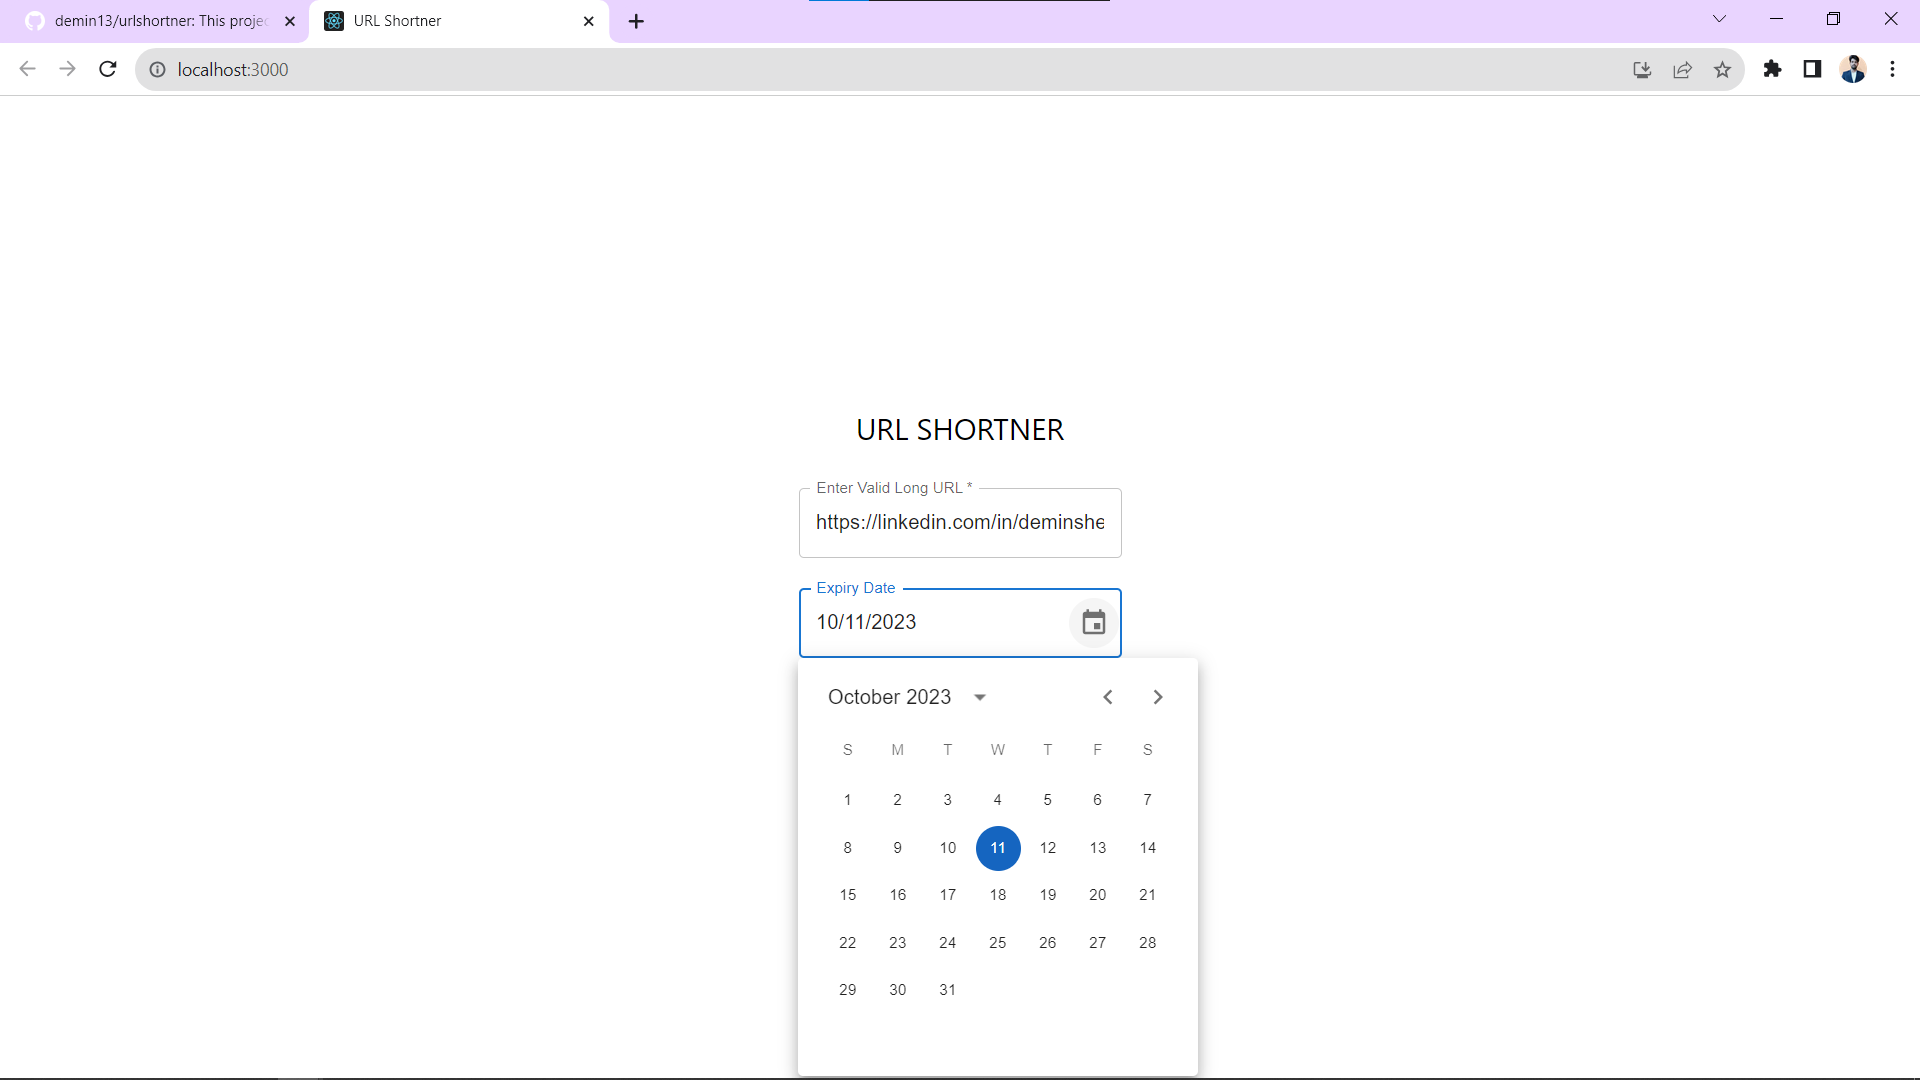 demin13/urlshortner: This projec
URL Shortner
localhost:3000
URL SHORTNER
Enter Valid Long URL *
https://linkedin.com/in/deminshe
Expiry Date
10/11/2023
October 2023
S M T W T F S
1 2 3 4 5 6 7
8 9 10 11 12 13 14
15 16 17 18 19 20 21
22 23 24 25 26 27 28
29 30 31